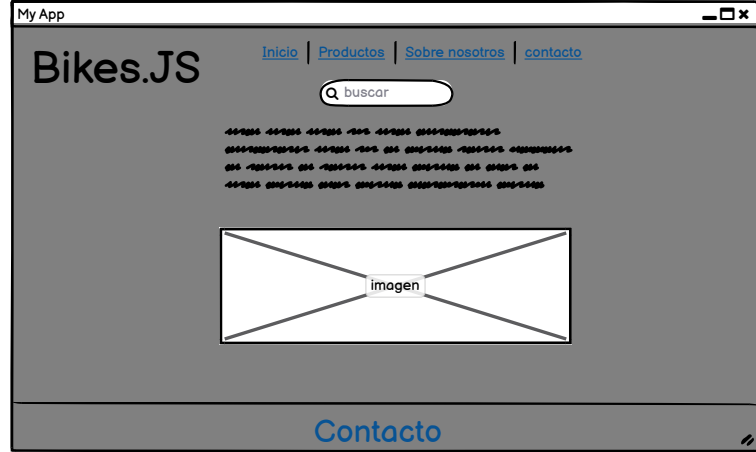 My App
Bikes.JS
Inicio | Productos | Sobre nosotros | contacto
buscar
imagen
Contacto